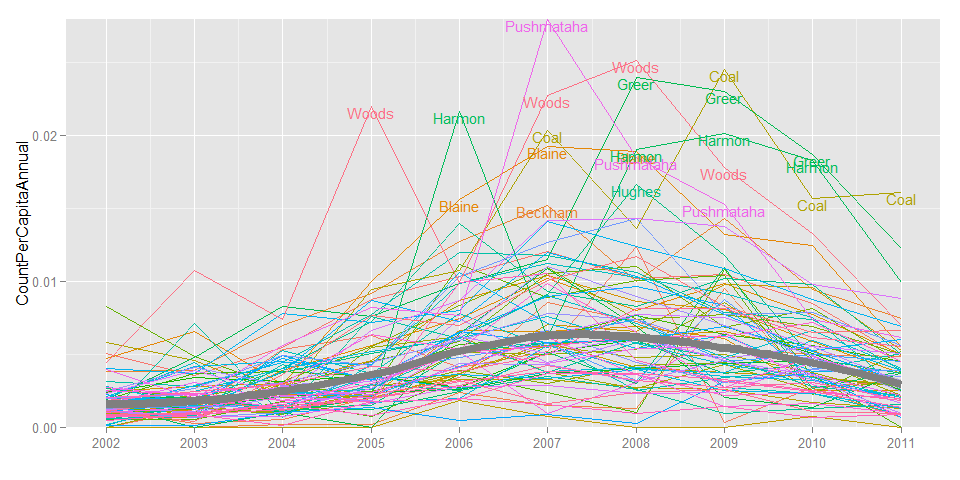 Pushmataha
Woods
Coal
Greer
Greer
Woods
Woods
Harmon
Coal
Harmon
Blaine
Harmon
Greer
Pushmataha
Harmon
Woods
Hughes
Blaine
Beckham
Pushmataha
Coal
Coal
CountPerCapitaAnnual
0.02
0.01
0.00
2002 2003 2004 2005 2006 2007 2008 2009 2010 2011